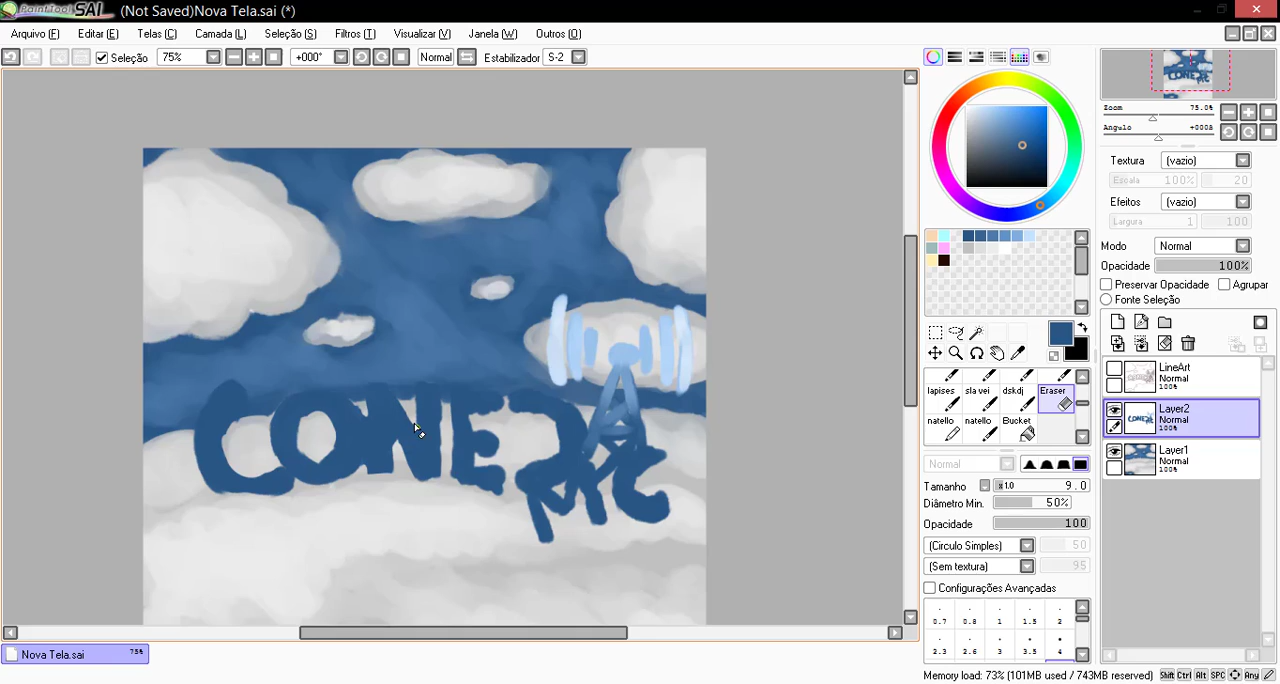 PaintTool SAI (Not Saved)Nova Tela.sai (*)
Arquivo (F) Editar (E) Telas (C) Camada (L) Seleção (S) Filtros (T) Visualizar (V) Janela (W) Outros (O)
Seleção 75% +000° Normal Estabilizador S-2
Zoom 75.0%
Angulo +000å
Textura (vazio)
Escala 100% 20
Efeitos (vazio)
Largura 1 100
Modo Normal
Opacidade 100%
Preservar Opacidade Agrupar
Fonte Seleção
LineArt
Normal
100%
Layer2
Normal
100%
Layer1
Normal
100%
lapises sla vei dskdj Eraser
natello natello Bucket
Normal
Tamanho x1.0 9.0
Diâmetro Min. 50%
Opacidade 100
(Circulo Simples) 50
(Sem textura) 95
Configurações Avançadas
0.7 0.8 1 1.5 2
2.3 2.6 3 3.5 4
CONE
Nova Tela.sai 75%
Memory load: 73% (101MB used / 743MB reserved) Shift Ctrl Alt SPC Any